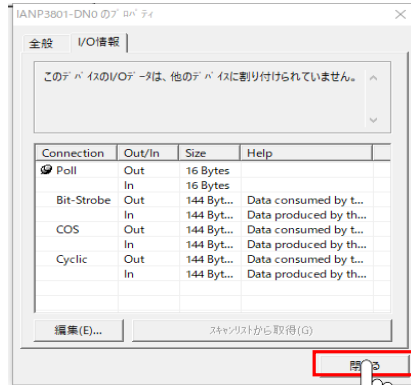 IANP3801-DN0 のプロパティ
全般 I/O情報
このデバイスのI/Oデータは、他のデバイスに割り付けられていません。
Connection Out/In Size Help
Poll Out 16 Bytes
In 16 Bytes
Bit-Strobe Out 144 Byt... Data consumed by t...
In 144 Byt... Data produced by th...
COS Out 144 Byt... Data consumed by t...
In 144 Byt... Data produced by th...
Cyclic Out 144 Byt... Data consumed by t...
In 144 Byt... Data produced by th...
編集(E)... スキャンリストから取得(G)
閉じる